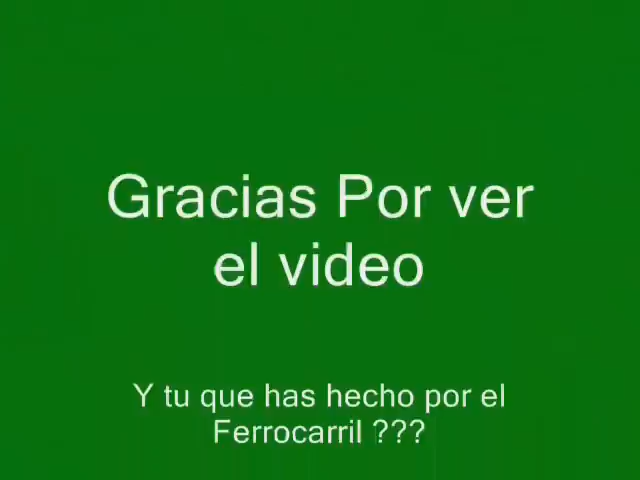 Gracias Por ver
el video
Y tu que has hecho por el
Ferrocarril ???